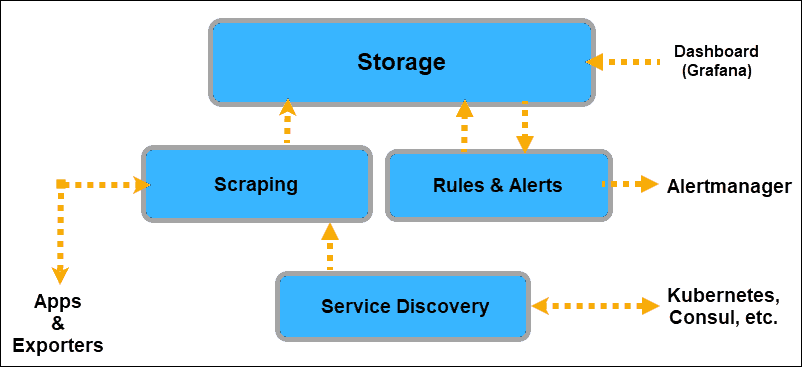 Storage
Dashboard
(Grafana)
Scraping
Rules & Alerts
Alertmanager
Apps
&
Exporters
Service Discovery
Kubernetes,
Consul, etc.